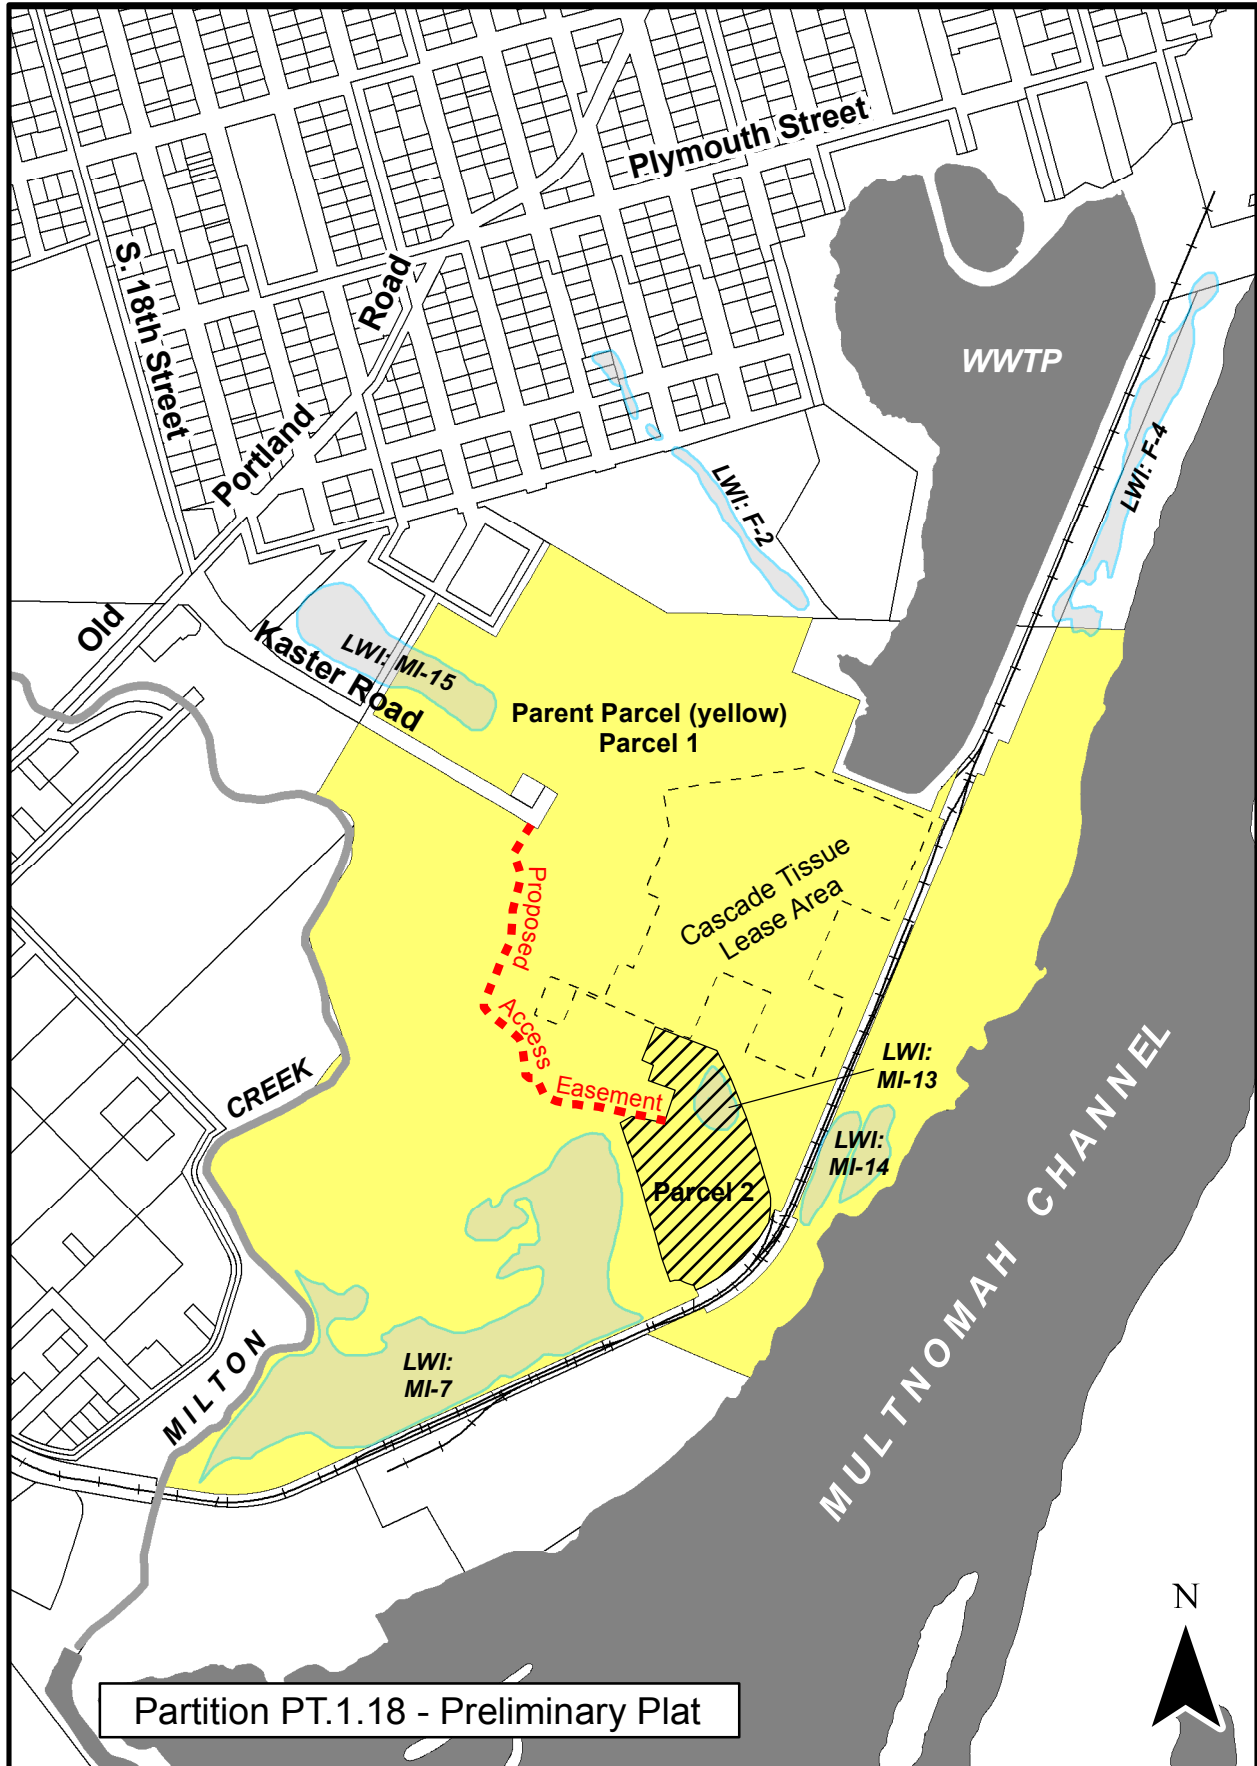 Plymouth Street
S. 18th Street
Old Portland Road
WWTP
LWI: F-4
LWI: F-2
Kaster Road
LWI: MI-15
Parent Parcel (yellow)
Parcel 1
Cascade Tissue
Lease Area
Proposed Access Easement
LWI:
MI-13
LWI:
MI-14
Parcel 2
LWI:
MI-7
MILTON CREEK
MULTNOMAH CHANNEL
N
Partition PT.1.18 - Preliminary Plat